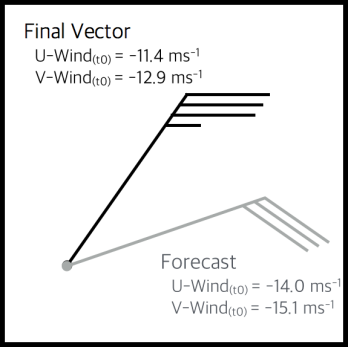 Final Vector
U-Wind(t0) = -11.4 ms⁻¹
V-Wind(t0) = -12.9 ms⁻¹
Forecast
U-Wind(t0) = -14.0 ms⁻¹
V-Wind(t0) = -15.1 ms⁻¹